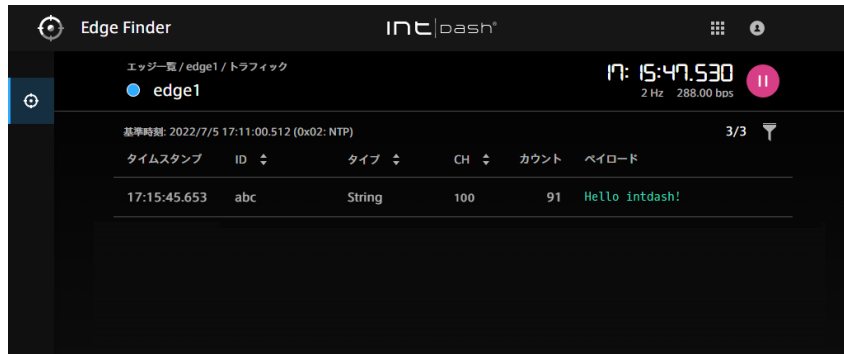 Edge Finder
intdash®
エッジ一覧 / edge1 / トラフィック
edge1
17: 15:47.530
2 Hz 288.00 bps
基準時刻: 2022/7/5 17:11:00.512 (0x02: NTP)
3/3
タイムスタンプ ID タイプ CH カウント ペイロード
17:15:45.653 abc String 100 91 Hello intdash!